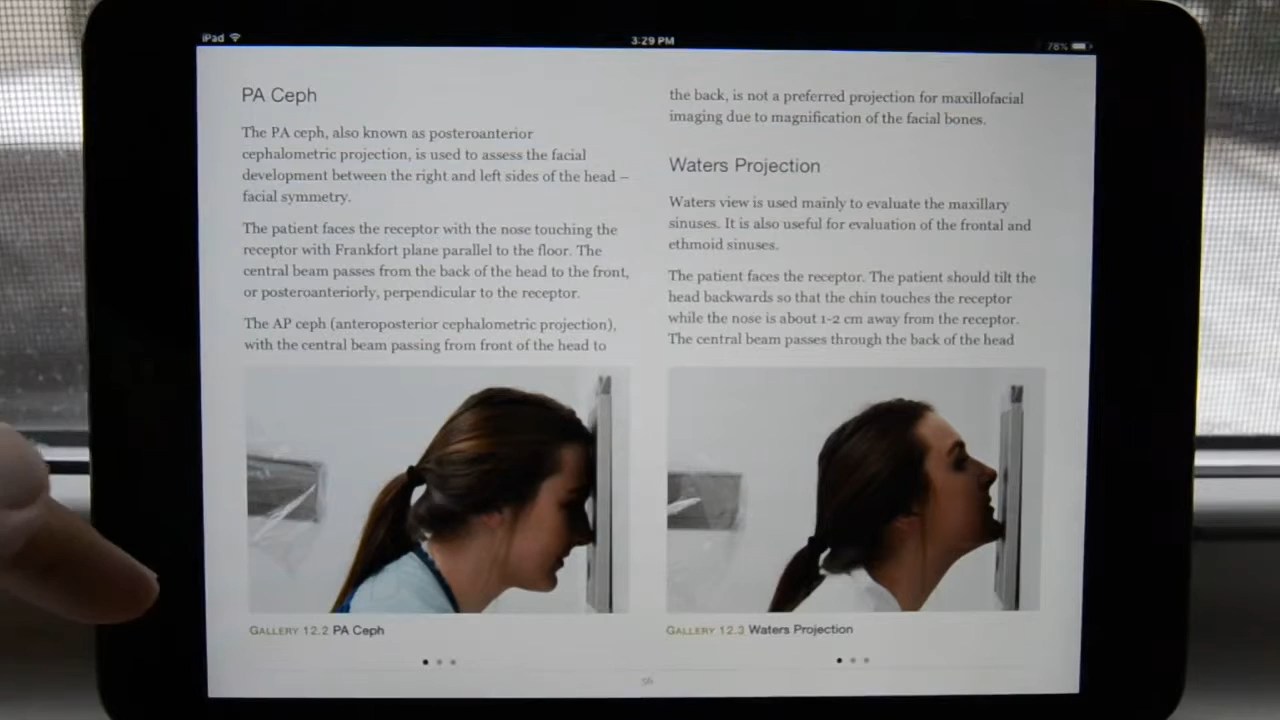 iPad
3:29 PM
78%
PA Ceph
The PA ceph, also known as posteroanterior
cephalometric projection, is used to assess the facial
development between the right and left sides of the head –
facial symmetry.
The patient faces the receptor with the nose touching the
receptor with Frankfort plane parallel to the floor. The
central beam passes from the back of the head to the front,
or posteroanteriorly, perpendicular to the receptor.
The AP ceph (anteroposterior cephalometric projection),
with the central beam passing from front of the head to
GALLERY 12.2 PA Ceph
the back, is not a preferred projection for maxillofacial
imaging due to magnification of the facial bones.
Waters Projection
Waters view is used mainly to evaluate the maxillary
sinuses. It is also useful for evaluation of the frontal and
ethmoid sinuses.
The patient faces the receptor. The patient should tilt the
head backwards so that the chin touches the receptor
while the nose is about 1-2 cm away from the receptor.
The central beam passes through the back of the head
GALLERY 12.3 Waters Projection
56